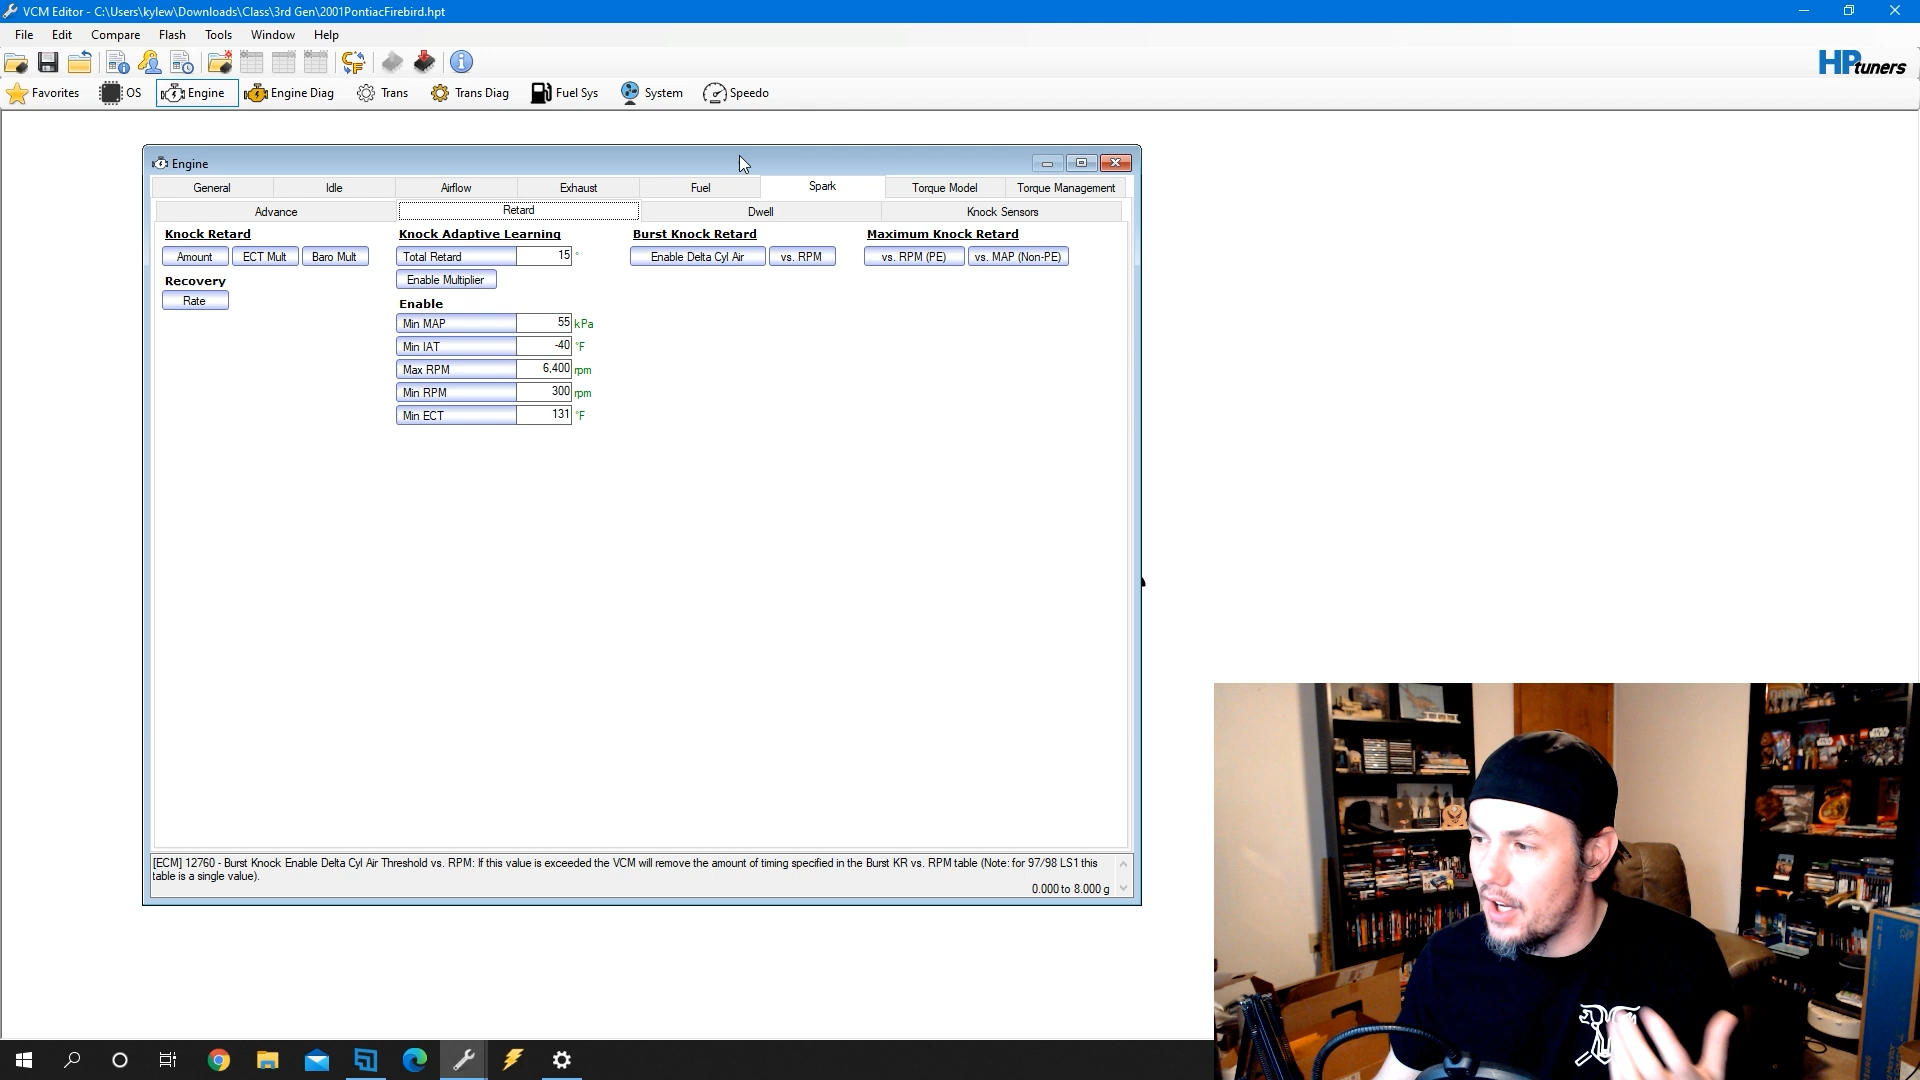 VCM Editor - C:\Users\kylew\Downloads\Class\3rd Gen\2001PontiacFirebird.hpt
File Edit Compare Flash Tools Window Help
HPtuners
Favorites OS Engine Engine Diag Trans Trans Diag Fuel Sys System Speedo
Engine
General Idle Airflow Exhaust Fuel Spark Torque Model Torque Management
Advance Retard Dwell Knock Sensors
Knock Retard Knock Adaptive Learning Burst Knock Retard Maximum Knock Retard
Amount ECT Mult Baro Mult Total Retard 15 ° Enable Delta Cyl Air vs. RPM vs. RPM (PE) vs. MAP (Non-PE)
Recovery Enable Multiplier
Rate Enable
Min MAP 55 kPa
Min IAT -40 °F
Max RPM 6,400 rpm
Min RPM 300 rpm
Min ECT 131 °F
[ECM] 12760 - Burst Knock Enable Delta Cyl Air Threshold vs. RPM: If this value is exceeded the VCM will remove the amount of timing specified in the Burst KR vs. RPM table (Note: for 97/98 LS1 this
table is a single value).
0.000 to 8.000 g